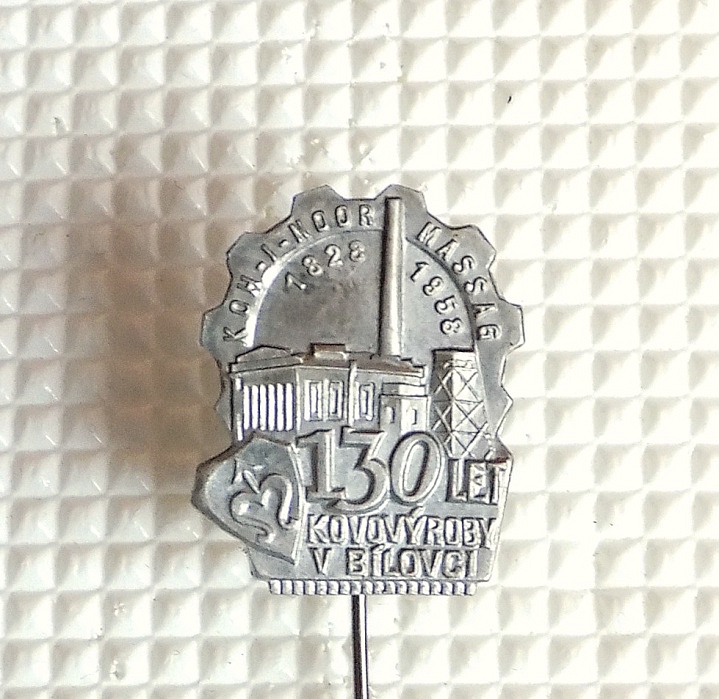 KOH-I-NOOR MASSAG
1828 1958
130 LET
KOVOVÝROBY
V BÍLOVCI